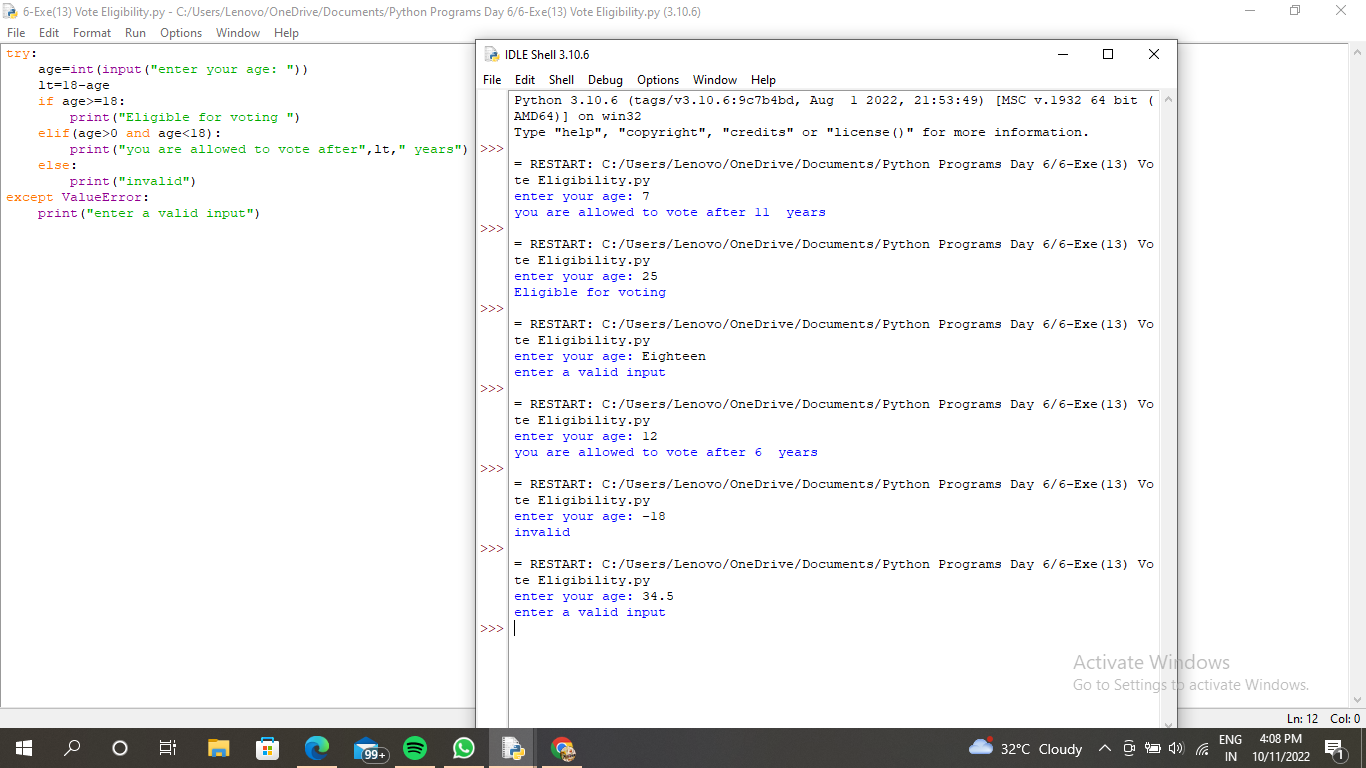 6-Exe(13) Vote Eligibility.py - C:/Users/Lenovo/OneDrive/Documents/Python Programs Day 6/6-Exe(13) Vote Eligibility.py (3.10.6)
File Edit Format Run Options Window Help
try:
    age=int(input("enter your age: "))
    lt=18-age
    if age>=18:
        print("Eligible for voting ")
    elif(age>0 and age<18):
        print("you are allowed to vote after",lt," years")
    else:
        print("invalid")
except ValueError:
    print("enter a valid input")
IDLE Shell 3.10.6
File Edit Shell Debug Options Window Help
Python 3.10.6 (tags/v3.10.6:9c7b4bd, Aug  1 2022, 21:53:49) [MSC v.1932 64 bit (
AMD64)] on win32
Type "help", "copyright", "credits" or "license()" for more information.
>>>
= RESTART: C:/Users/Lenovo/OneDrive/Documents/Python Programs Day 6/6-Exe(13) Vo
te Eligibility.py
enter your age: 7
you are allowed to vote after 11  years
>>>
= RESTART: C:/Users/Lenovo/OneDrive/Documents/Python Programs Day 6/6-Exe(13) Vo
te Eligibility.py
enter your age: 25
Eligible for voting
>>>
= RESTART: C:/Users/Lenovo/OneDrive/Documents/Python Programs Day 6/6-Exe(13) Vo
te Eligibility.py
enter your age: Eighteen
enter a valid input
>>>
= RESTART: C:/Users/Lenovo/OneDrive/Documents/Python Programs Day 6/6-Exe(13) Vo
te Eligibility.py
enter your age: 12
you are allowed to vote after 6  years
>>>
= RESTART: C:/Users/Lenovo/OneDrive/Documents/Python Programs Day 6/6-Exe(13) Vo
te Eligibility.py
enter your age: -18
invalid
>>>
= RESTART: C:/Users/Lenovo/OneDrive/Documents/Python Programs Day 6/6-Exe(13) Vo
te Eligibility.py
enter your age: 34.5
enter a valid input
>>>
Activate Windows
Go to Settings to activate Windows.
Ln: 12 Col: 0
99+
32°C Cloudy
ENG
IN
4:08 PM
10/11/2022
1